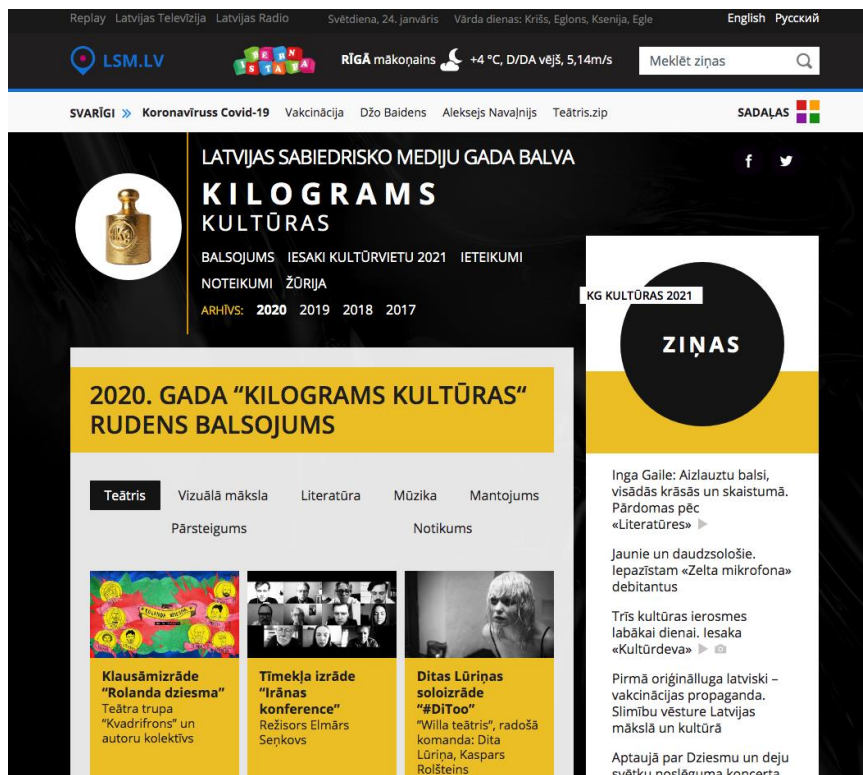 Replay Latvijas Televīzija Latvijas Radio Svētdiena, 24. janvāris Vārda dienas: Krišs, Eglons, Ksenija, Egle English Русский
LSM.LV BĒRNISTABA RĪGĀ mākoņains +4 °C, D/DA vējš, 5,14m/s Meklēt ziņas
SVARĪGI » Koronavīruss Covid-19 Vakcinācija Džo Baidens Aleksejs Navaļnijs Teātris.zip SADAĻAS
LATVIJAS SABIEDRISKO MEDIJU GADA BALVA
KILOGRAMS
KULTŪRAS
BALSOJUMS IESAKI KULTŪRVIETU 2021 IETEIKUMI
NOTEIKUMI ŽŪRIJA
ARHĪVS: 2020 2019 2018 2017
1Kg
KG KULTŪRAS 2021
ZIŅAS
2020. GADA “KILOGRAMS KULTŪRAS“
RUDENS BALSOJUMS
Teātris Vizuālā māksla Literatūra Mūzika Mantojums
Pārsteigums Notikums
ROLANDA DZIESMA
Klausāmizrāde
“Rolanda dziesma”
Teātra trupa
“Kvadrifrons” un
autoru kolektīvs
Tīmekļa izrāde
“Irānas
konference”
Režisors Elmārs
Seņkovs
Ditas Lūriņas
soloizrāde
“#DiToo”
“Willa teātris”, radošā
komanda: Dita
Lūriņa, Kaspars
Rolšteins
Inga Gaile: Aizlauztu balsi,
visādās krāsās un skaistumā.
Pārdomas pēc
«Literatūres»
Jaunie un daudzsološie.
Iepazīstam «Zelta mikrofona»
debitantus
Trīs kultūras ierosmes
labākai dienai. Iesaka
«Kultūrdeva»
Pirmā oriģinālluga latviski –
vakcinācijas propaganda.
Slimību vēsture Latvijas
mākslā un kultūrā
Aptaujā par Dziesmu un deju
svētku noslēguma koncerta